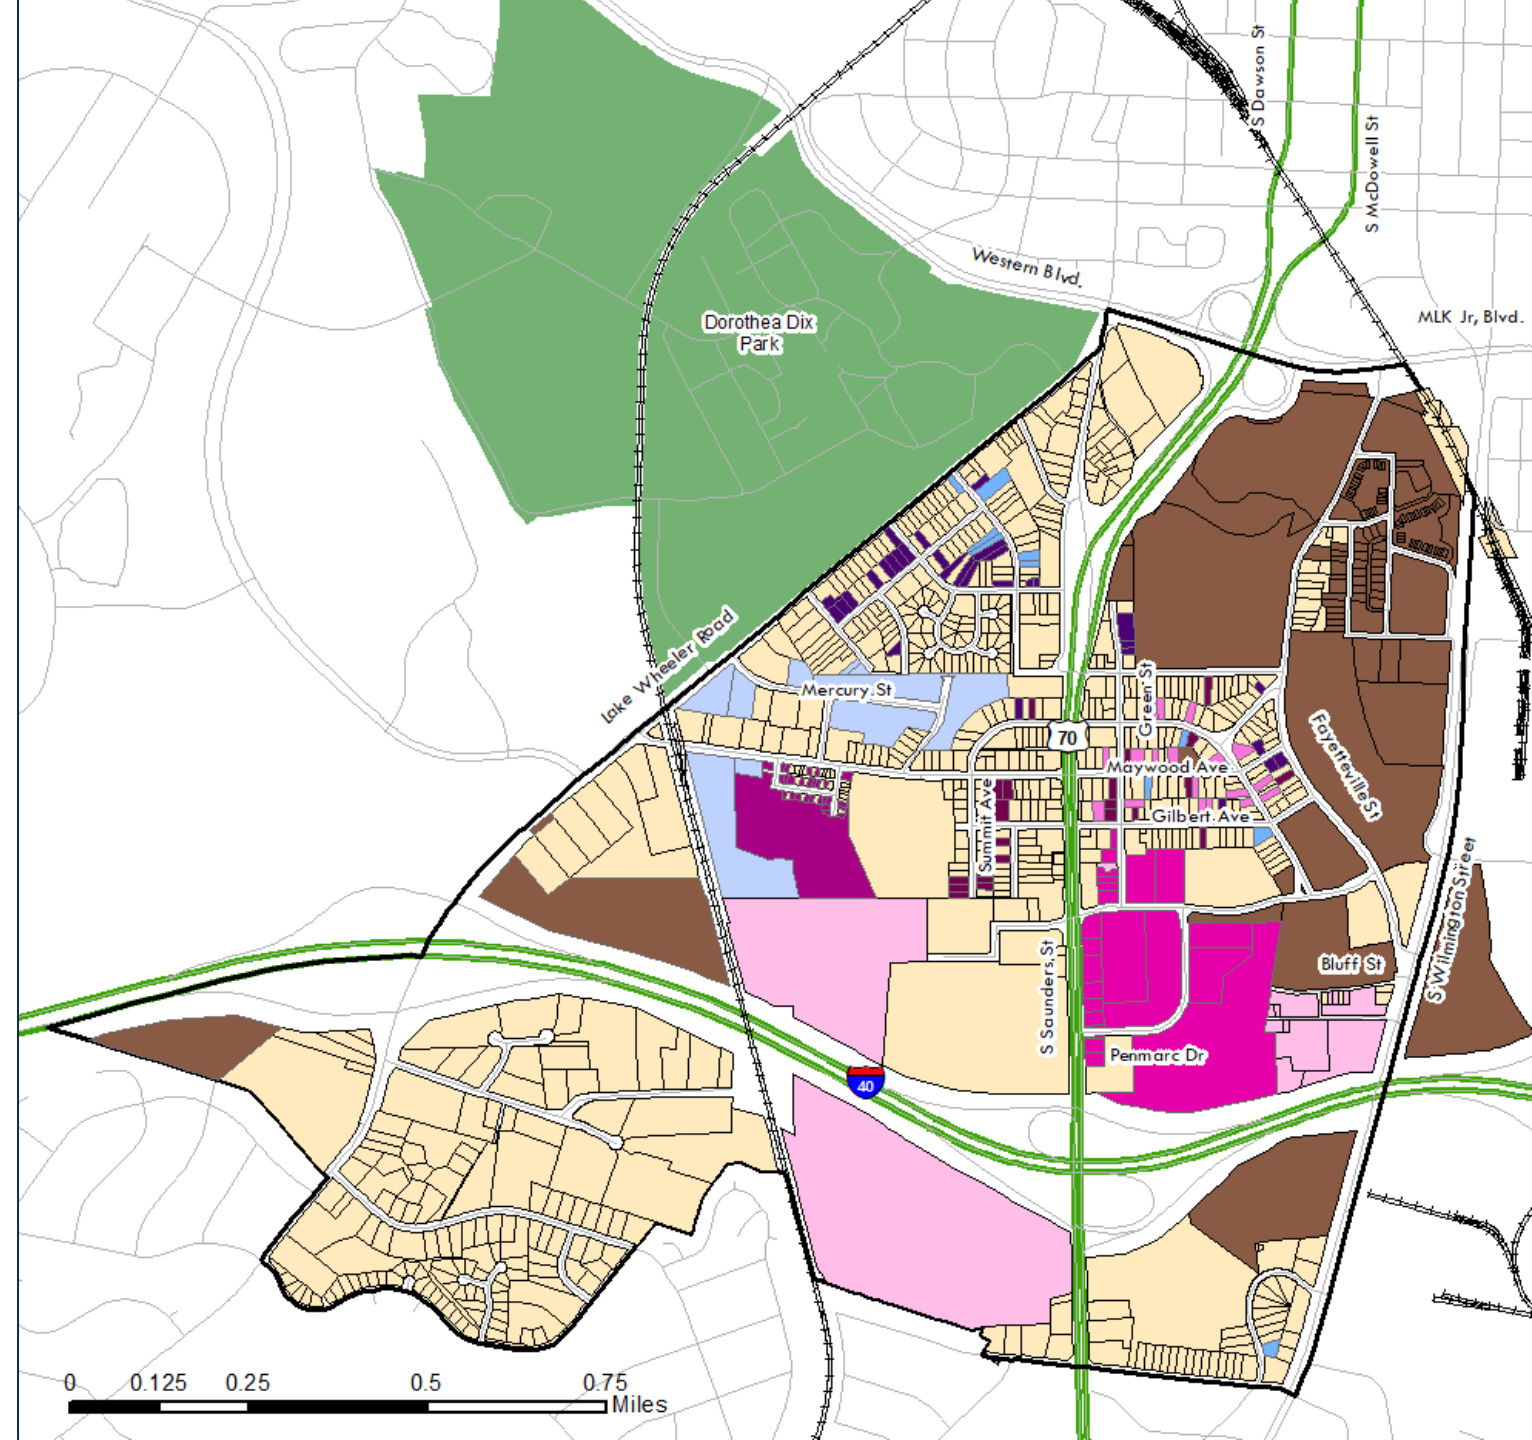 S Dawson St
S McDowell St
Western Blvd.
MLK Jr, Blvd.
Dorothea Dix
Park
Lake Wheeler Road
Mercury St
Green St
70
Fayetteville St
Maywood Ave
Summit Ave
Gilbert Ave
S Wilmington Street
S Saunders St
Bluff St
Penmarc Dr
40
0 0.125 0.25 0.5 0.75
Miles